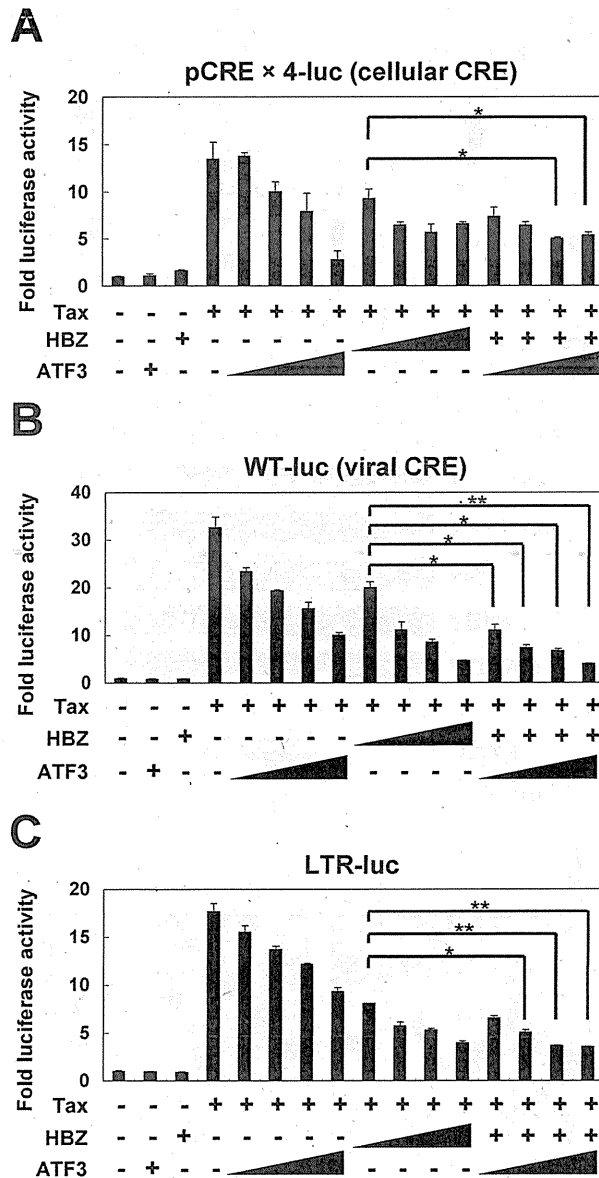 A
pCRE × 4-luc (cellular CRE)
Fold luciferase activity
20
15
10
5
0
*
*
Tax - - - + + + + + + + + + + + + +
HBZ - - + - - - - - + + + +
ATF3 - + - - - - - -
B
WT-luc (viral CRE)
Fold luciferase activity
40
30
20
10
0
**
*
*
*
Tax - - - + + + + + + + + + + + + +
HBZ - - + - - - - - + + + +
ATF3 - + - - - - - -
C
LTR-luc
Fold luciferase activity
20
15
10
5
0
**
**
*
Tax - - - + + + + + + + + + + + + +
HBZ - - + - - - - - + + + +
ATF3 - + - - - - - -